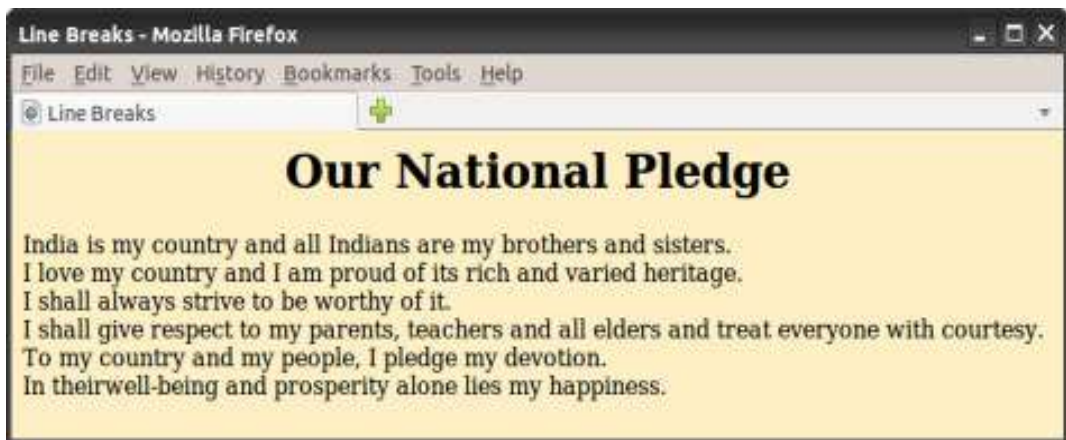 Line Breaks - Mozilla Firefox
File Edit View History Bookmarks Tools Help
Line Breaks
Our National Pledge
India is my country and all Indians are my brothers and sisters.
I love my country and I am proud of its rich and varied heritage.
I shall always strive to be worthy of it.
I shall give respect to my parents, teachers and all elders and treat everyone with courtesy.
To my country and my people, I pledge my devotion.
In theirwell-being and prosperity alone lies my happiness.